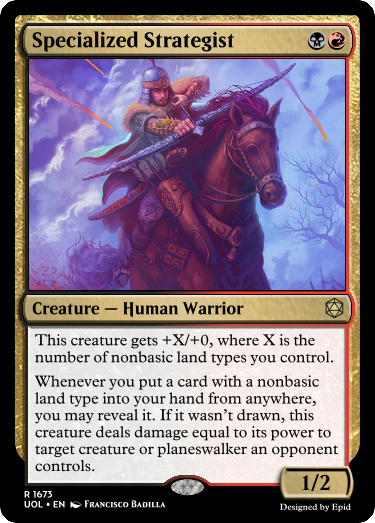 Specialized Strategist
Creature — Human Warrior
This creature gets +X/+0, where X is the
number of nonbasic land types you control.
Whenever you put a card with a nonbasic
land type into your hand from anywhere,
you may reveal it. If it wasn't drawn, this
creature deals damage equal to its power to
target creature or planeswalker an opponent
controls.
1/2
R 1673
UOL • EN Francisco Badilla
Designed by Epid